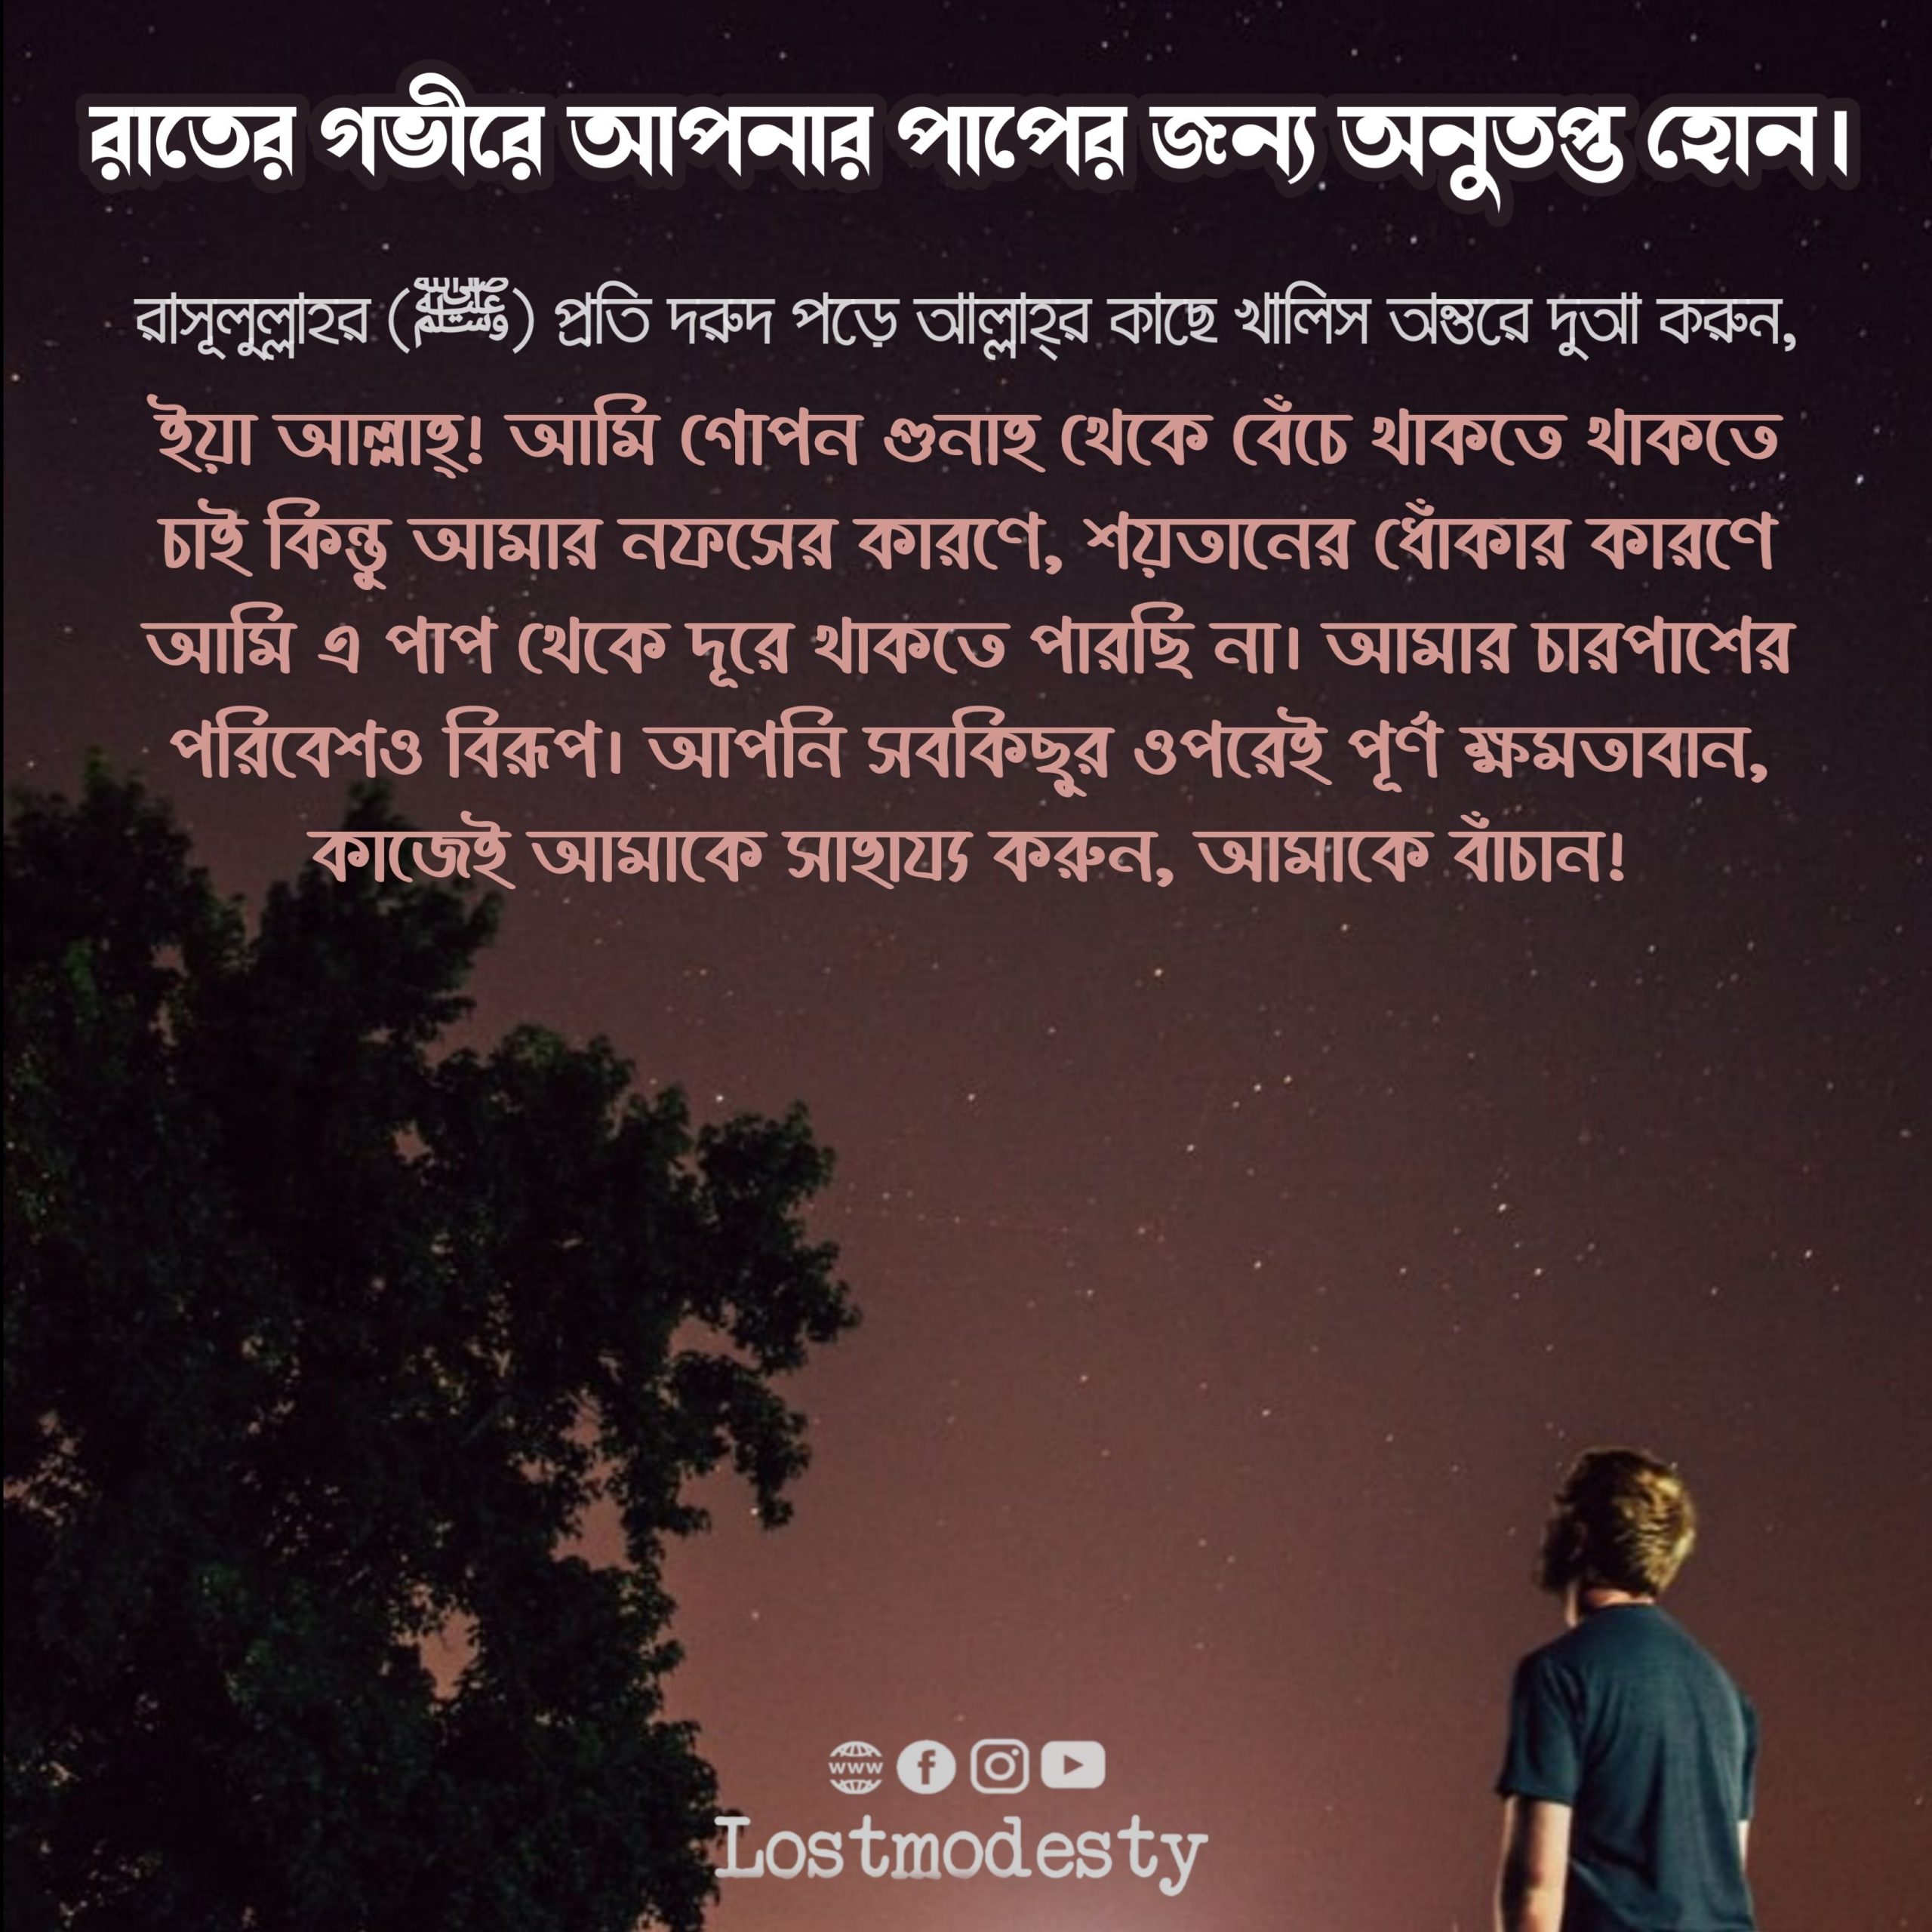 রাতের গভীরে আপনার পাপের জন্য অনুতপ্ত হোন।
রাসূলুল্লাহর (ﷺ) প্রতি দরুদ পড়ে আল্লাহ্‌র কাছে খালিস অন্তরে দুআ করুন,
ইয়া আল্লাহ্‌! আমি গোপন গুনাহ থেকে বেঁচে থাকতে থাকতে
চাই কিন্তু আমার নফসের কারণে, শয়তানের ধোঁকার কারণে
আমি এ পাপ থেকে দূরে থাকতে পারছি না। আমার চারপাশের
পরিবেশও বিরূপ। আপনি সবকিছুর ওপরেই পূর্ণ ক্ষমতাবান,
কাজেই আমাকে সাহায্য করুন, আমাকে বাঁচান!
www
Lostmodesty